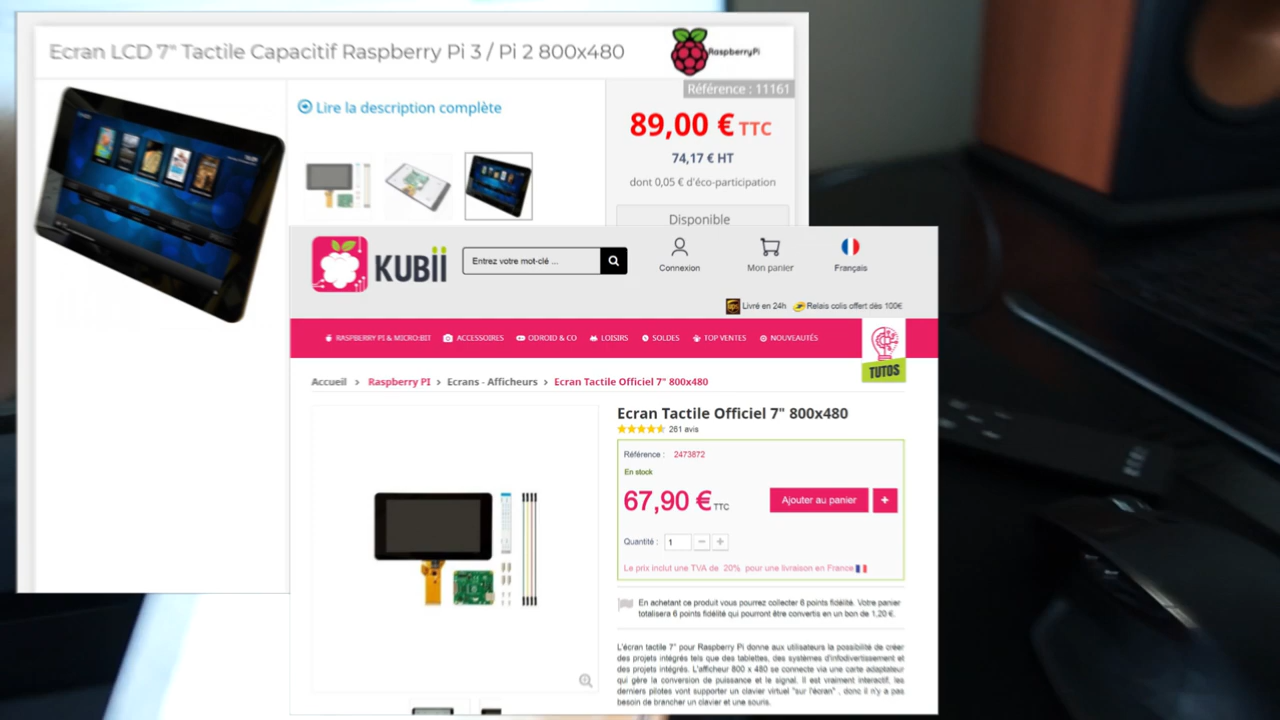 Ecran LCD 7" Tactile Capacitif Raspberry Pi 3 / Pi 2 800x480
RaspberryPi
Référence : 11161
Lire la description complète
89,00 € TTC
74,17 € HT
dont 0,05 € d'éco-participation
Disponible
KUBii
Entrez votre mot-clé ...
Connexion
Mon panier
Français
ups
Livré en 24h
Relais colis offert dès 100€
RASPBERRY PI & MICRO:BIT
ACCESSOIRES
ODROID & CO
LOISIRS
SOLDES
TOP VENTES
NOUVEAUTÉS
TUTOS
Accueil > Raspberry PI > Ecrans - Afficheurs > Ecran Tactile Officiel 7" 800x480
Ecran Tactile Officiel 7" 800x480
261 avis
Référence : 2473872
En stock
67,90 € TTC
Ajouter au panier
+
Quantité : 1 − +
Le prix inclut une TVA de 20% pour une livraison en France
En achetant ce produit vous pourrez collecter 6 points fidélité. Votre panier
totalisera 6 points fidélité qui pourront être convertis en un bon de 1,20 €.
L'écran tactile 7" pour Raspberry Pi donne aux utilisateurs la possibilité de créer
des projets intégrés tels que des tablettes, des systèmes d'infodivertissement et
des projets intégrés. L'afficheur 800 x 480 se connecte via une carte adaptateur
qui gère la conversion de puissance et le signal. Il est vraiment interactif, les
derniers pilotes vont supporter un clavier virtuel "sur l'écran" , donc il n'y a pas
besoin de brancher un clavier et une souris.